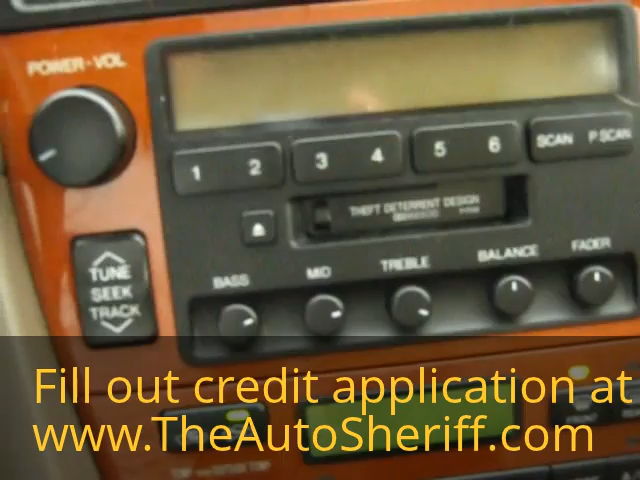 POWER·VOL
1 2 3 4 5 6 SCAN P.SCAN
THEFT DETERRENT DESIGN
TUNE
SEEK
TRACK
BASS MID TREBLE BALANCE FADER
Fill out credit application at
www.TheAutoSheriff.com